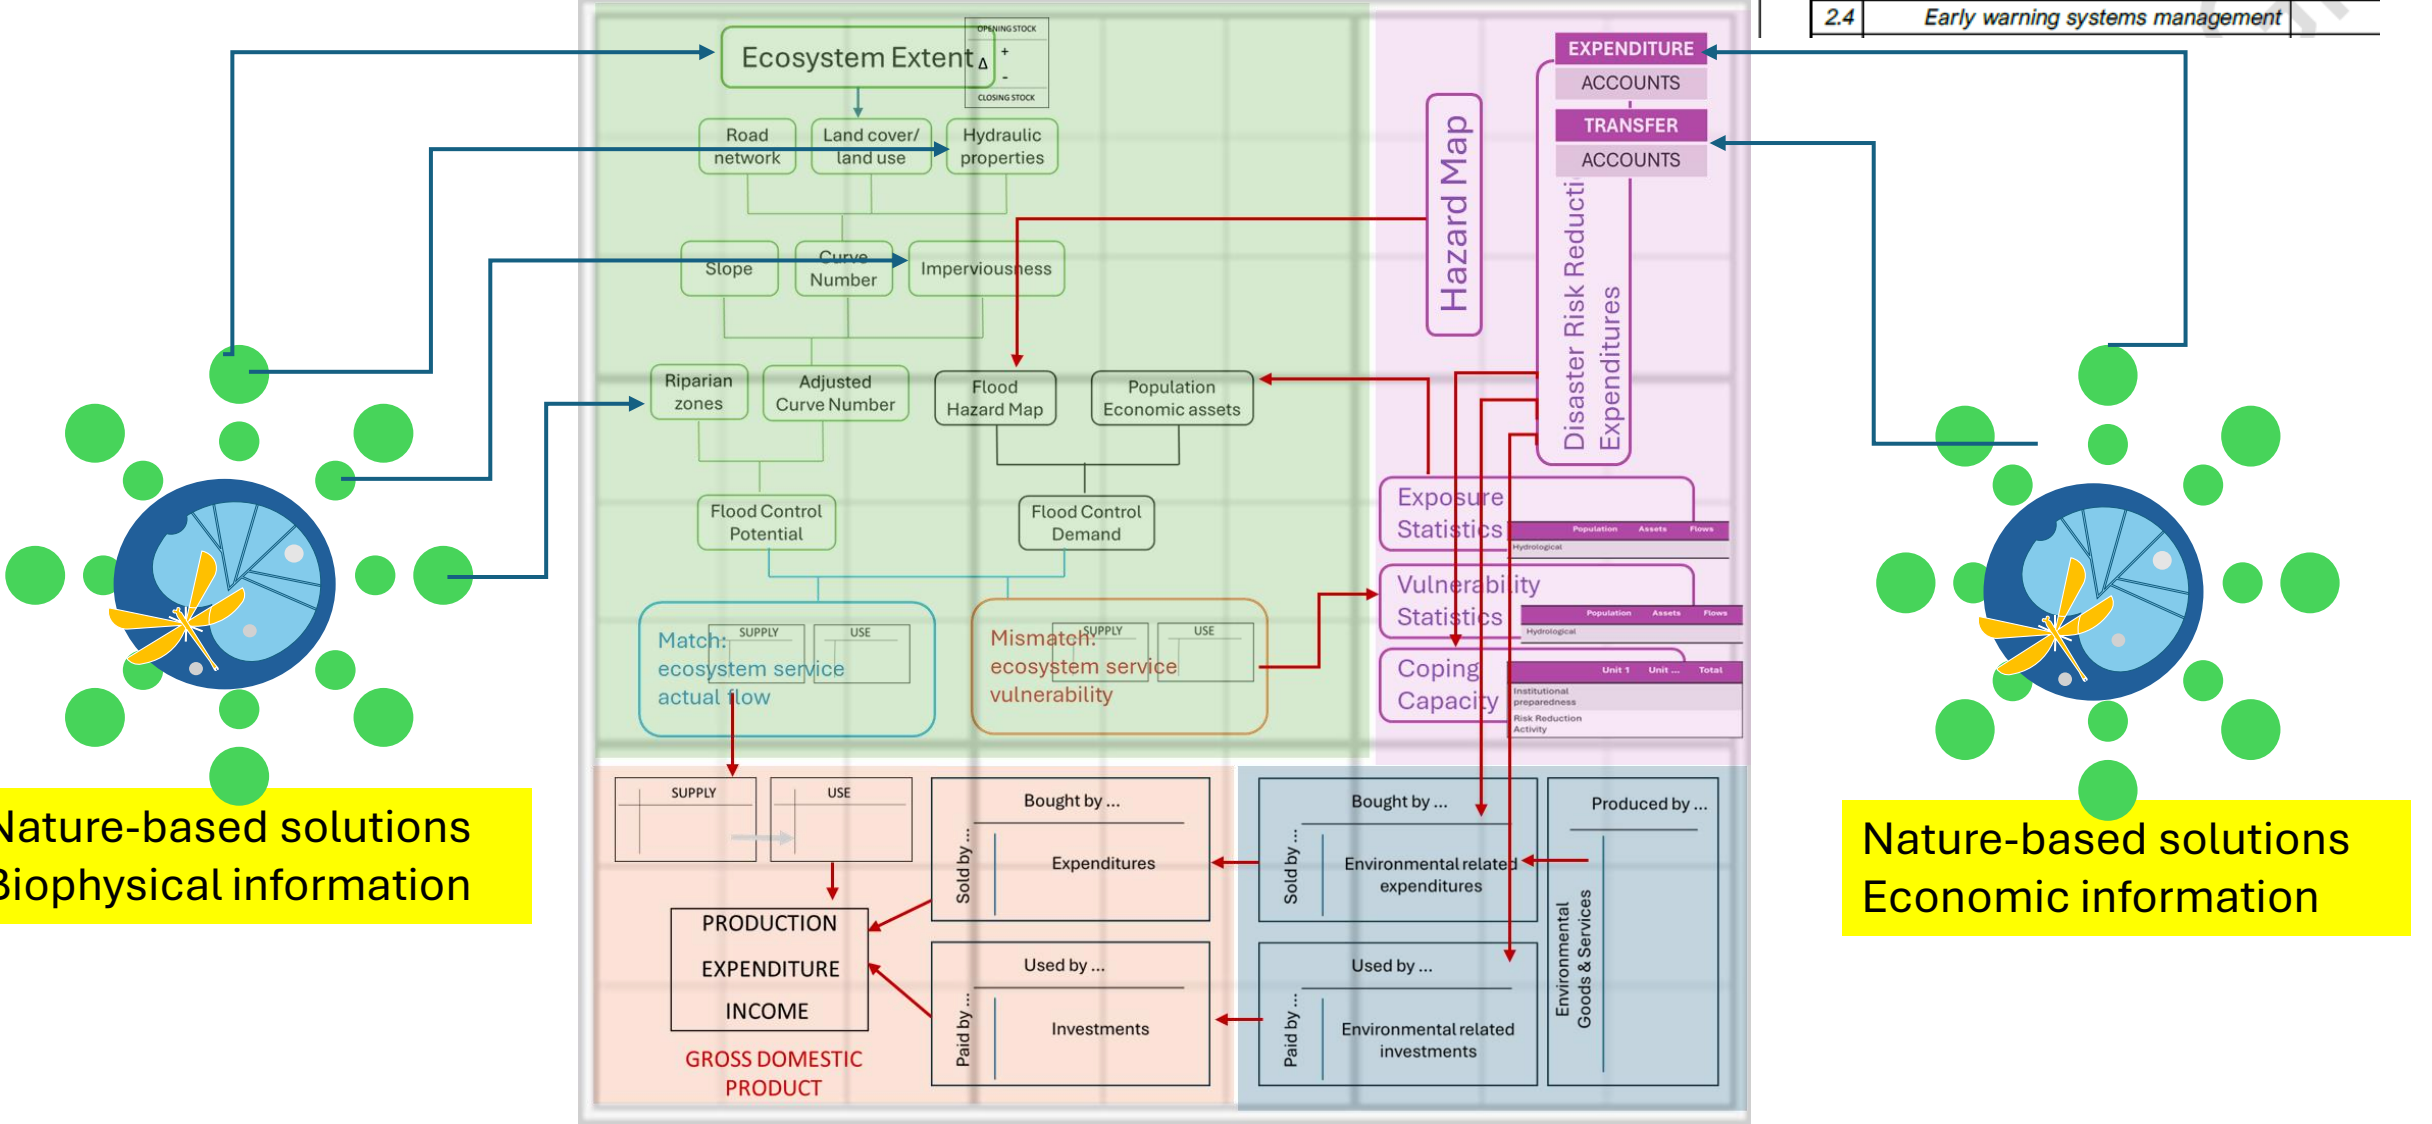 2.4 Early warning systems management
Ecosystem Extent
OPENING STOCK
+
Δ
-
CLOSING STOCK
EXPENDITURE
ACCOUNTS
TRANSFER
ACCOUNTS
Road
network
Land cover/
land use
Hydraulic
properties
Hazard Map
Disaster Risk Reducti
Expenditures
Slope
Curve
Number
Imperviousness
Riparian
zones
Adjusted
Curve Number
Flood
Hazard Map
Population
Economic assets
Flood Control
Potential
Flood Control
Demand
Exposure
Statistics
Population Assets Flows
Hydrological
Vulnerability
Statistics
Population Assets Flows
Hydrological
Coping
Capacity
Unit 1 Unit ... Total
Institutional
preparedness
Risk Reduction
Activity
Match:
ecosystem service
actual flow
SUPPLY
USE
Mismatch:
ecosystem service
vulnerability
SUPPLY
USE
SUPPLY
USE
Bought by ...
Sold by ...
Expenditures
Bought by ...
Sold by ...
Environmental related
expenditures
Produced by ...
Environmental
Goods & Services
PRODUCTION
EXPENDITURE
INCOME
GROSS DOMESTIC
PRODUCT
Used by ...
Paid by ...
Investments
Used by ...
Paid by ...
Environmental related
investments
Nature-based solutions
Biophysical information
Nature-based solutions
Economic information